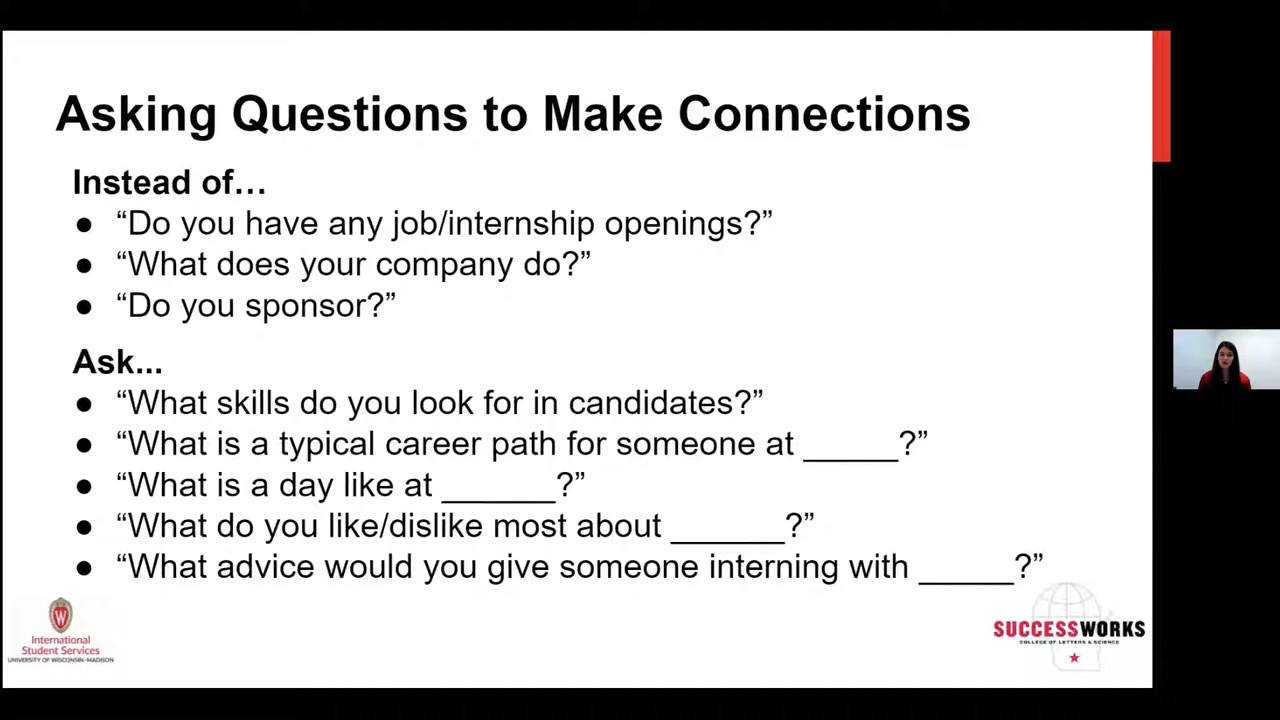 Asking Questions to Make Connections
Instead of…
● “Do you have any job/internship openings?”
● “What does your company do?”
● “Do you sponsor?”
Ask...
● “What skills do you look for in candidates?”
● “What is a typical career path for someone at _____?”
● “What is a day like at ______?”
● “What do you like/dislike most about ______?”
● “What advice would you give someone interning with _____?”
W
International
Student Services
UNIVERSITY OF WISCONSIN–MADISON
SUCCESSWORKS
COLLEGE OF LETTERS & SCIENCE